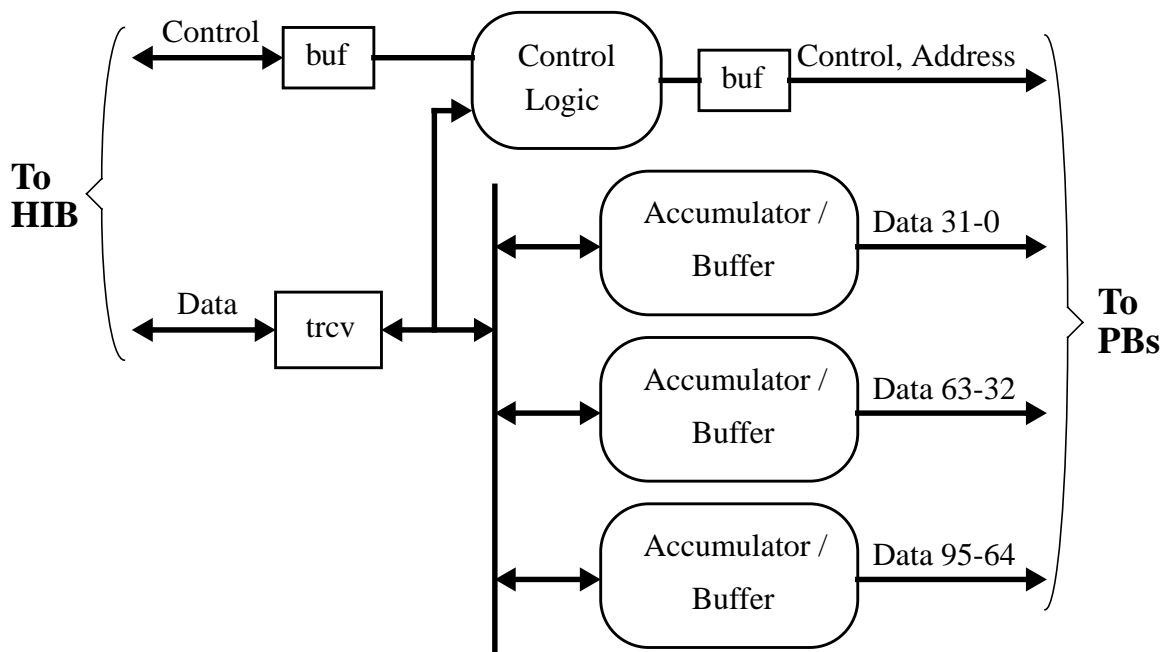 Control
buf
Control
Logic
buf
Control, Address
To
HIB
Accumulator /
Buffer
Data 31-0
Data
trcv
To
PBs
Accumulator /
Buffer
Data 63-32
Accumulator /
Buffer
Data 95-64